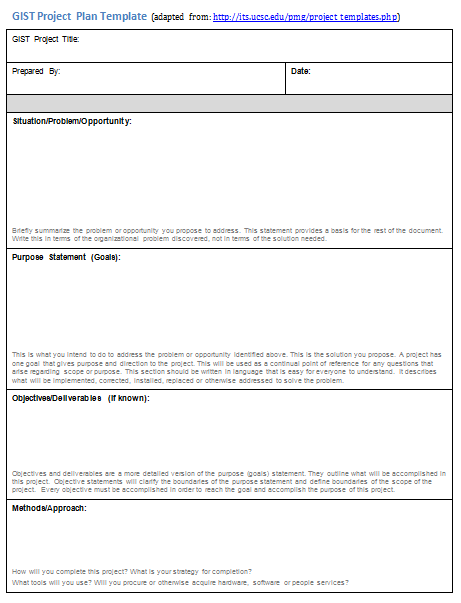 GIST Project Plan Template (adapted from: http://its.ucsc.edu/pmg/project_templates.php)
GIST Project Title:
Prepared By:
Date:
Situation/Problem/Opportunity:
Briefly summarize the problem or opportunity you propose to address. This statement provides a basis for the rest of the document.
Write this in terms of the organizational problem discovered, not in terms of the solution needed.
Purpose Statement (Goals):
This is what you intend to do to address the problem or opportunity identified above. This is the solution you propose. A project has
one goal that gives purpose and direction to the project. This will be used as a continual point of reference for any questions that
arise regarding scope or purpose. This section should be written in language that is easy for everyone to understand. It describes
what will be implemented, corrected, installed, replaced or otherwise addressed to solve the problem.
Objectives/Deliverables (if known):
Objectives and deliverables are a more detailed version of the purpose (goals) statement. They outline what will be accomplished in
this project. Objective statements will clarify the boundaries of the purpose statement and define boundaries of the scope of the
project. Every objective must be accomplished in order to reach the goal and accomplish the purpose of this project.
Methods/Approach:
How will you complete this project? What is your strategy for completion?
What tools will you use? Will you procure or otherwise acquire hardware, software or people services?